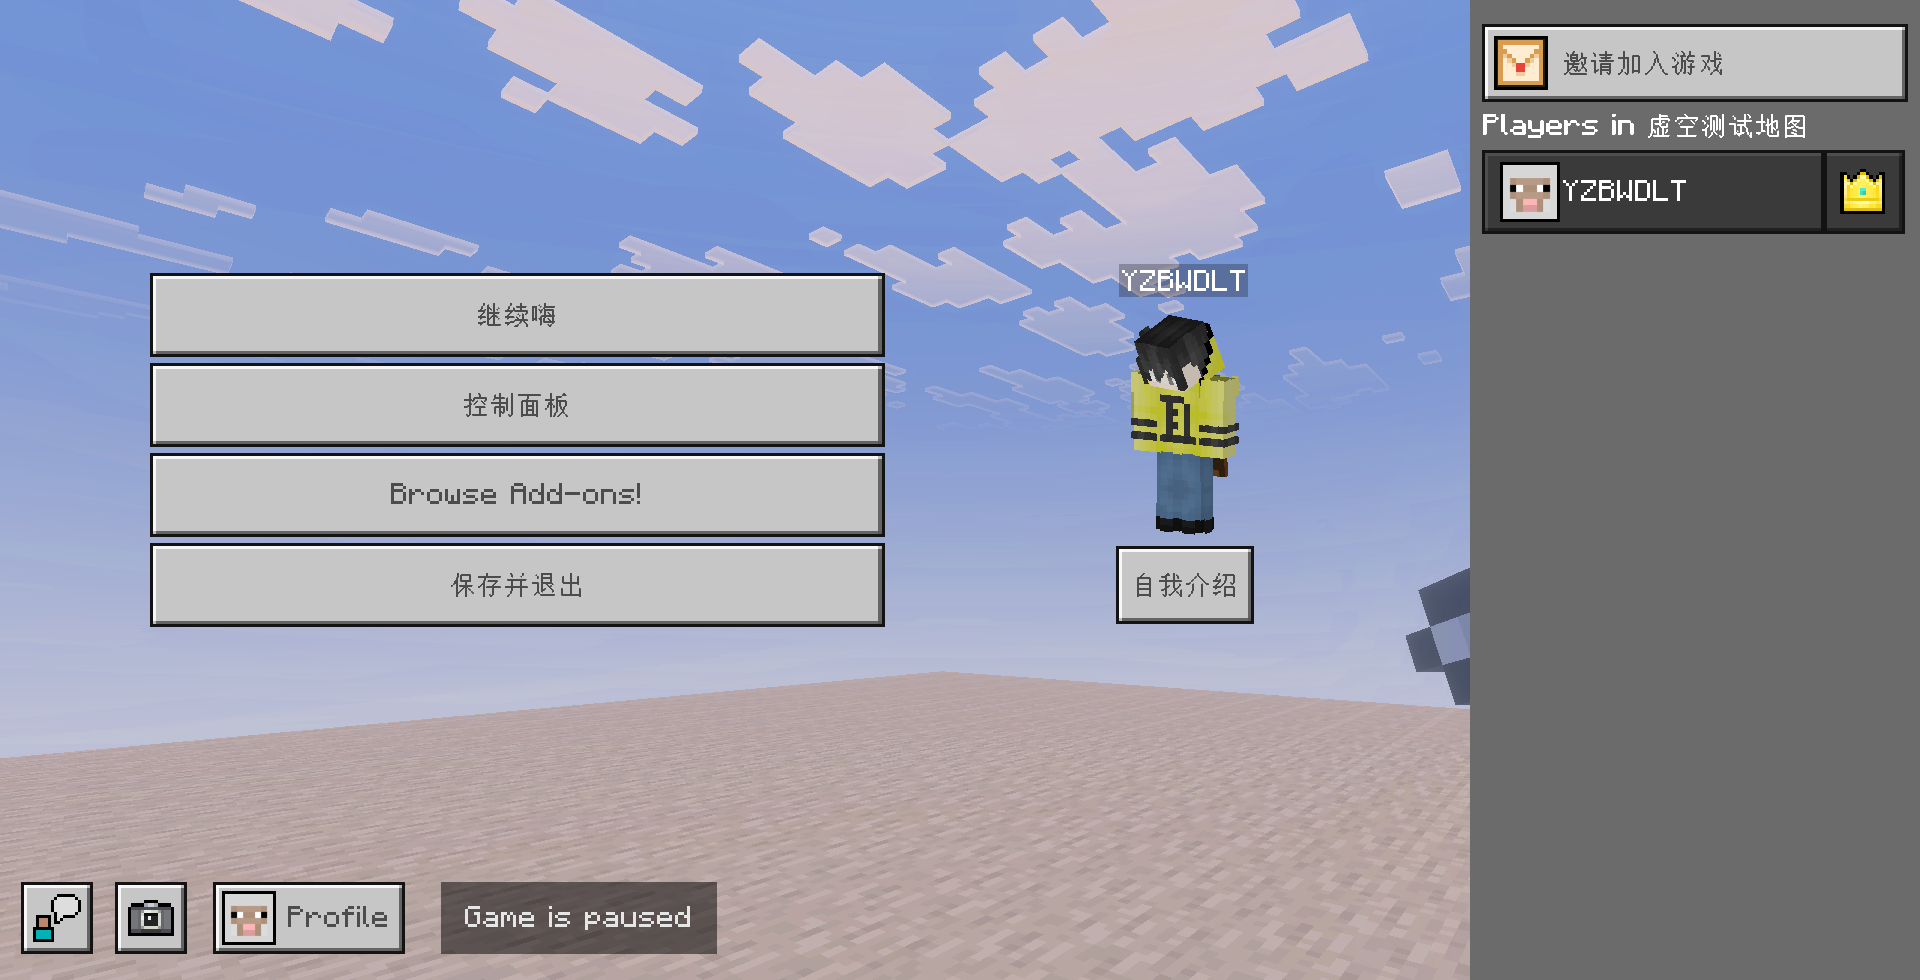 邀请加入游戏
Players in 虚空测试地图
YZBWDLT
YZBWDLT
继续嗨
控制面板
Browse Add-ons!
保存并退出
自我介绍
Profile
Game is paused